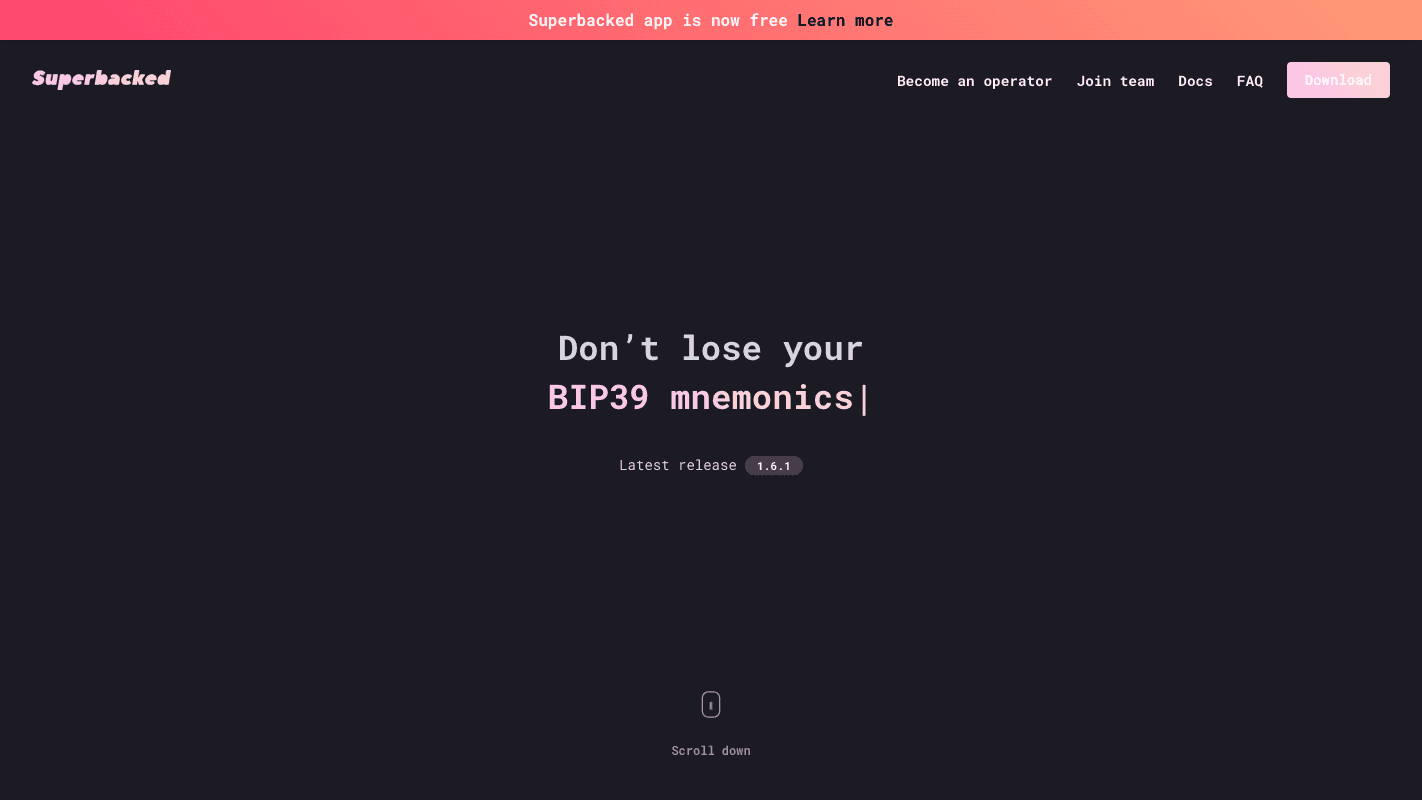 Superbacked app is now free Learn more
Superbacked
Become an operator Join team Docs FAQ Download
Don’t lose your
BIP39 mnemonics|
Latest release 1.6.1
Scroll down